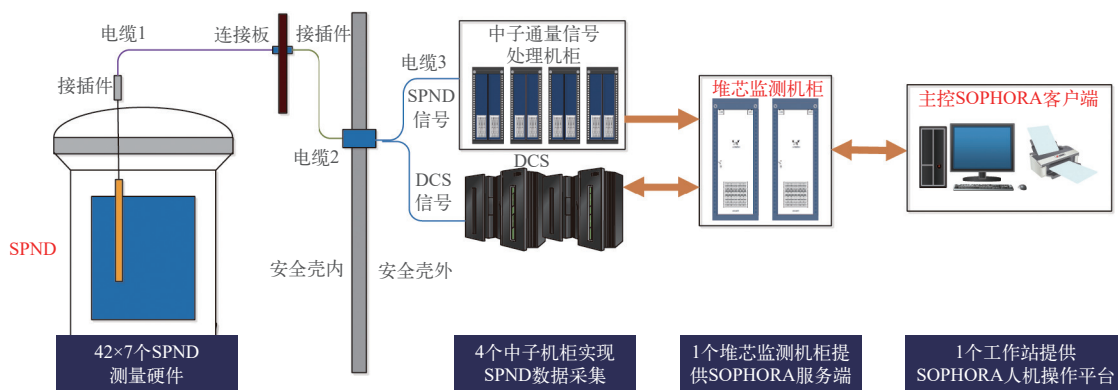 电缆1
连接板
接插件
接插件
中子通量信号
处理机柜
电缆3
SPND
信号
电缆2
DCS
DCS
信号
堆芯监测机柜
主控SOPHORA客户端
SPND
安全壳内
安全壳外
42×7个SPND
测量硬件
4个中子机柜实现
SPND数据采集
1个堆芯监测机柜提
供SOPHORA服务端
1个工作站提供
SOPHORA人机操作平台